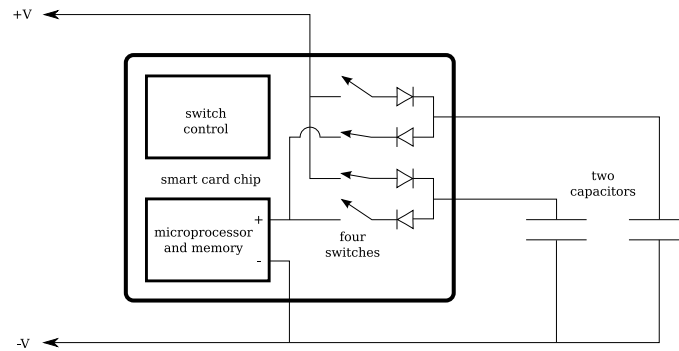 +V
switch
control
smart card chip
two
capacitors
+
microprocessor
and memory
-
four
switches
-V